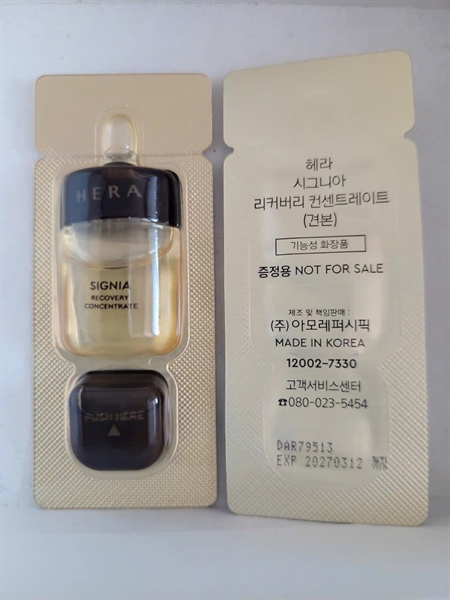 HERA
SIGNIA
RECOVERY
CONCENTRATE
PUSH HERE
헤라
시그니아
리커버리 컨센트레이트
(견본)
기능성 화장품
증정용 NOT FOR SALE
제조 및 책임판매 :
(주)아모레퍼시픽
MADE IN KOREA
12002-7330
고객서비스센터
☎080-023-5454
DAR79513
EXP 20270312